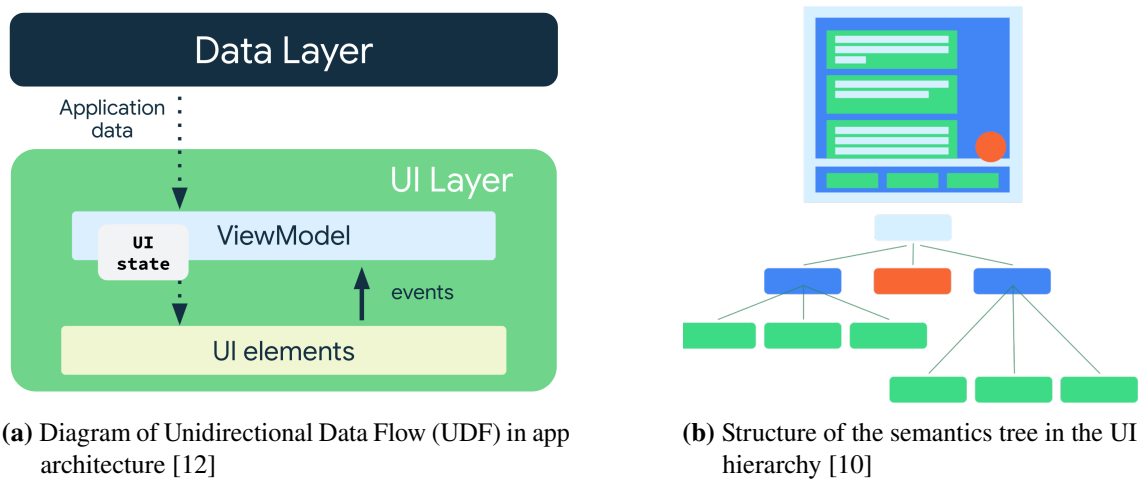 Data Layer
Application
data
UI Layer
ViewModel
UI
state
events
UI elements
(a) Diagram of Unidirectional Data Flow (UDF) in app
architecture [12]
(b) Structure of the semantics tree in the UI
hierarchy [10]